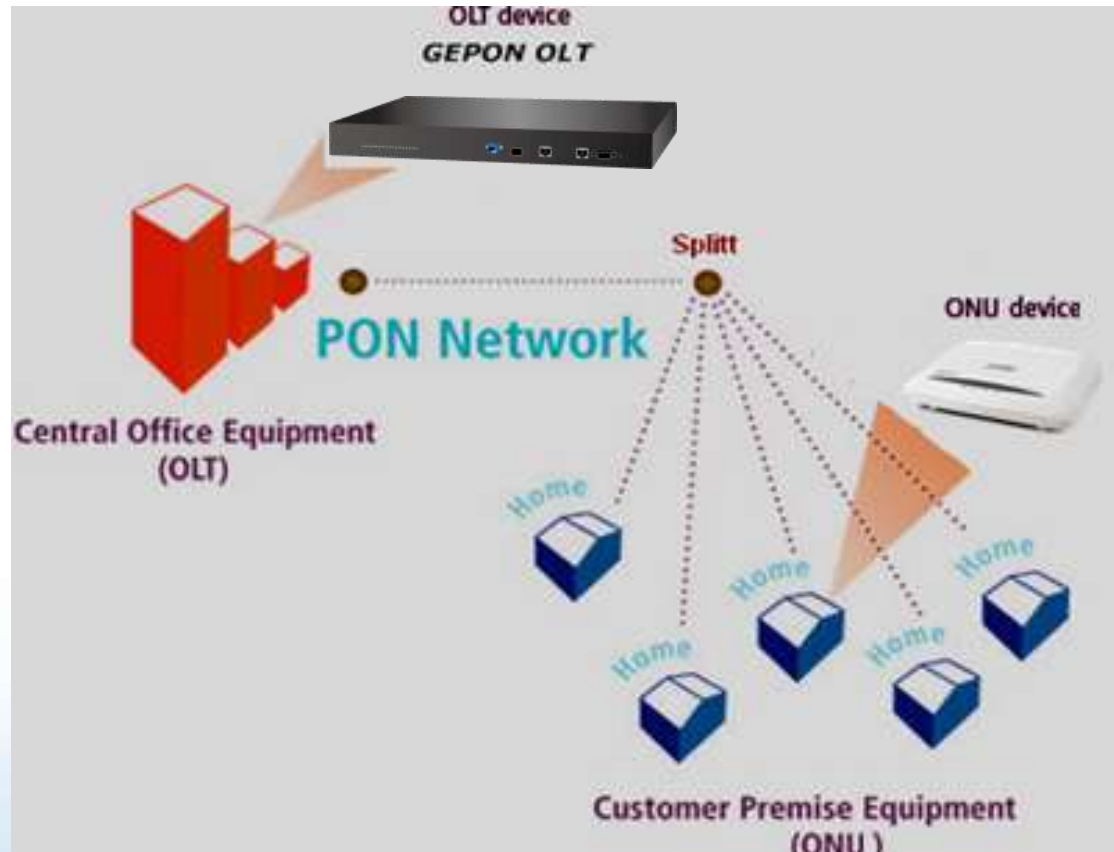 OLT device
GEPON OLT
Splitt
ONU device
PON Network
Central Office Equipment
(OLT)
Home
Home
Home
Home
Home
Customer Premise Equipment
(ONU )